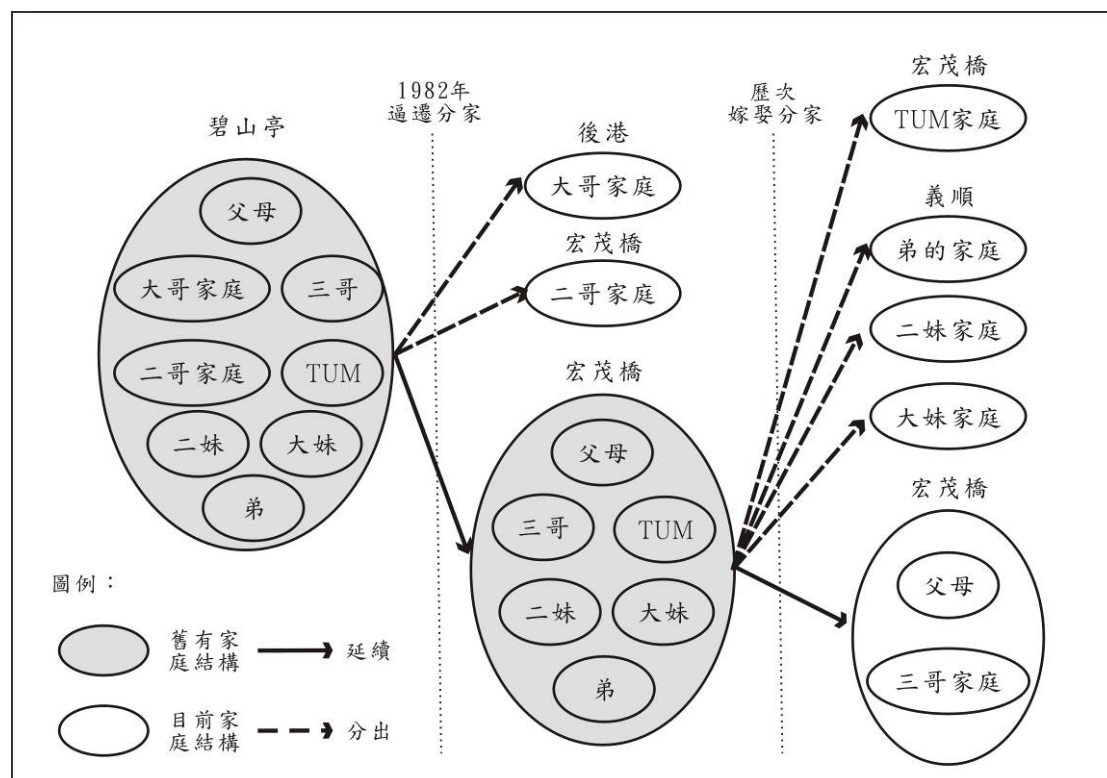 碧山亭
父母
大哥家庭
三哥
二哥家庭
TUM
二妹
大妹
弟
1982年
逼遷分家
後港
大哥家庭
宏茂橋
二哥家庭
宏茂橋
父母
三哥
TUM
二妹
大妹
弟
歷次
嫁娶分家
宏茂橋
TUM家庭
義順
弟的家庭
二妹家庭
大妹家庭
宏茂橋
父母
三哥家庭
圖例：
舊有家
庭結構
延續
目前家
庭結構
分出